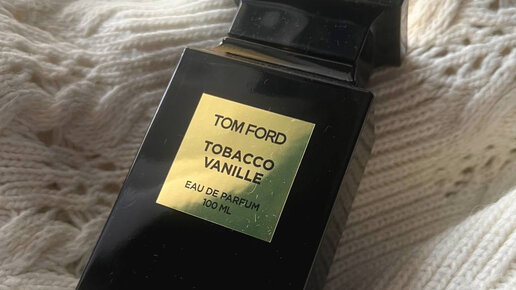 TOM FORD
TOBACCO
VANILLE
EAU DE PARFUM
100 ML